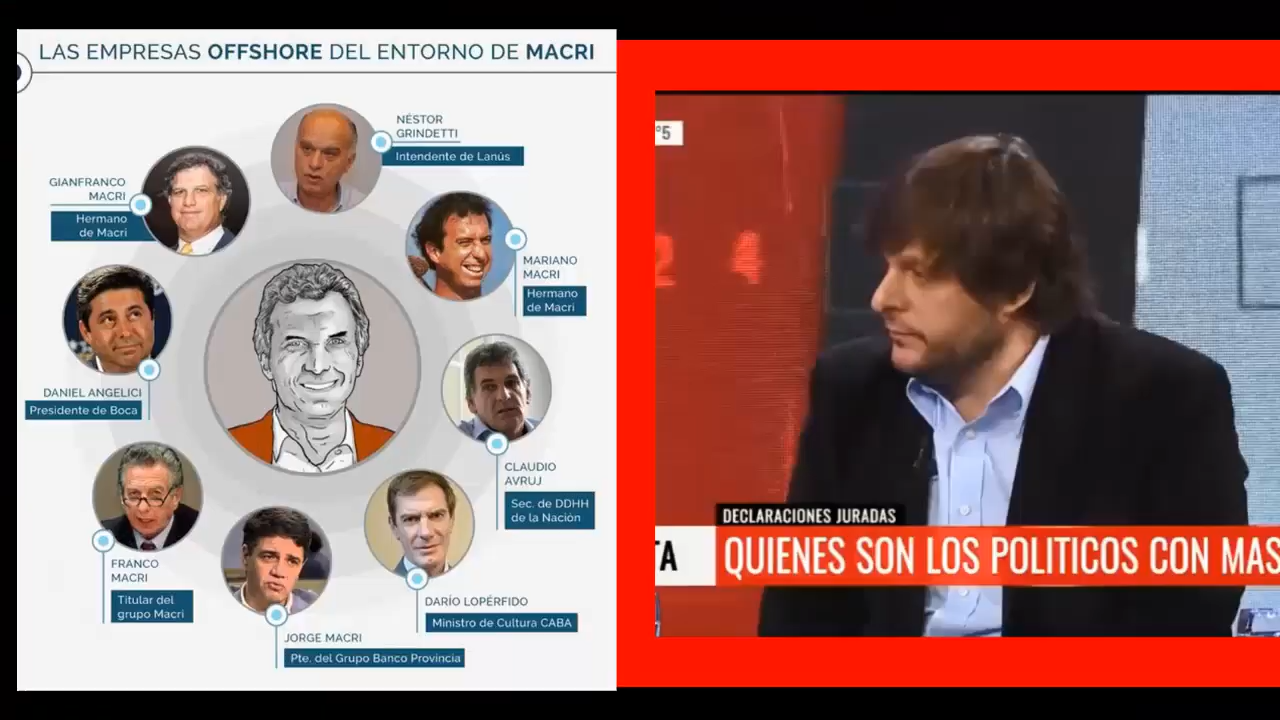 LAS EMPRESAS OFFSHORE DEL ENTORNO DE MACRI
NÉSTOR
GRINDETTI
Intendente de Lanús
GIANFRANCO
MACRI
Hermano
de Macri
MARIANO
MACRI
Hermano
de Macri
DANIEL ANGELICI
Presidente de Boca
CLAUDIO
AVRUJ
Sec. de DDHH
de la Nación
FRANCO
MACRI
Titular del
grupo Macri
DARÍO LOPÉRFIDO
Ministro de Cultura CABA
JORGE MACRI
Pte. del Grupo Banco Provincia
°5
24
DECLARACIONES JURADAS
TA
QUIENES SON LOS POLITICOS CON MAS